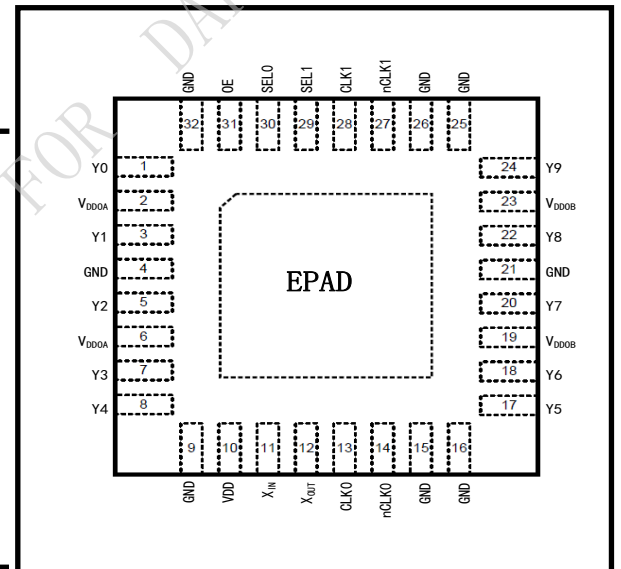 FOR DA
GND OE SEL0 SEL1 CLK1 nCLK1 GND GND
32 31 30 29 28 27 26 25
Y0 1 24 Y9
VDDOA 2 23 VDDOB
Y1 3 22 Y8
GND 4 21 GND
EPAD
Y2 5 20 Y7
VDDOA 6 19 VDDOB
Y3 7 18 Y6
Y4 8 17 Y5
9 10 11 12 13 14 15 16
GND VDD XIN XOUT CLK0 nCLK0 GND GND